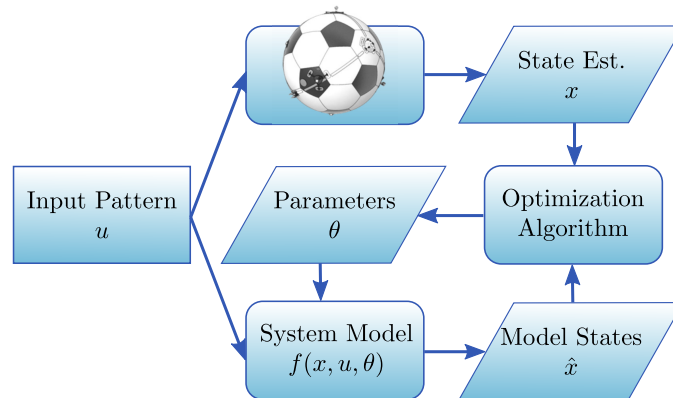 State Est.
x
Input Pattern
u
Parameters
θ
Optimization
Algorithm
System Model
f(x, u, θ)
Model States
x̂